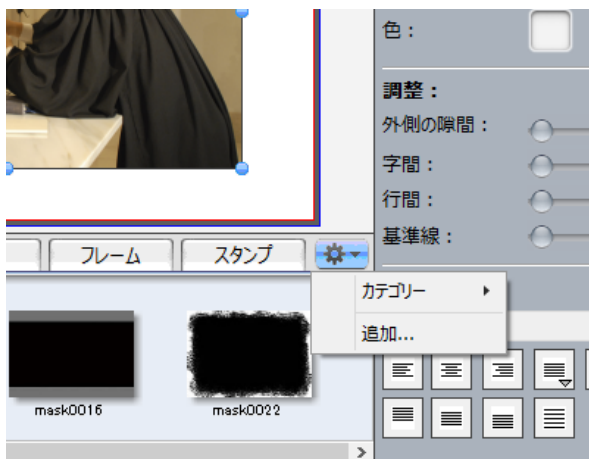 色：
調整：
外側の隙間：
字間：
行間：
基準線：
フレーム
スタンプ
カテゴリー
追加...
mask0016
mask0022